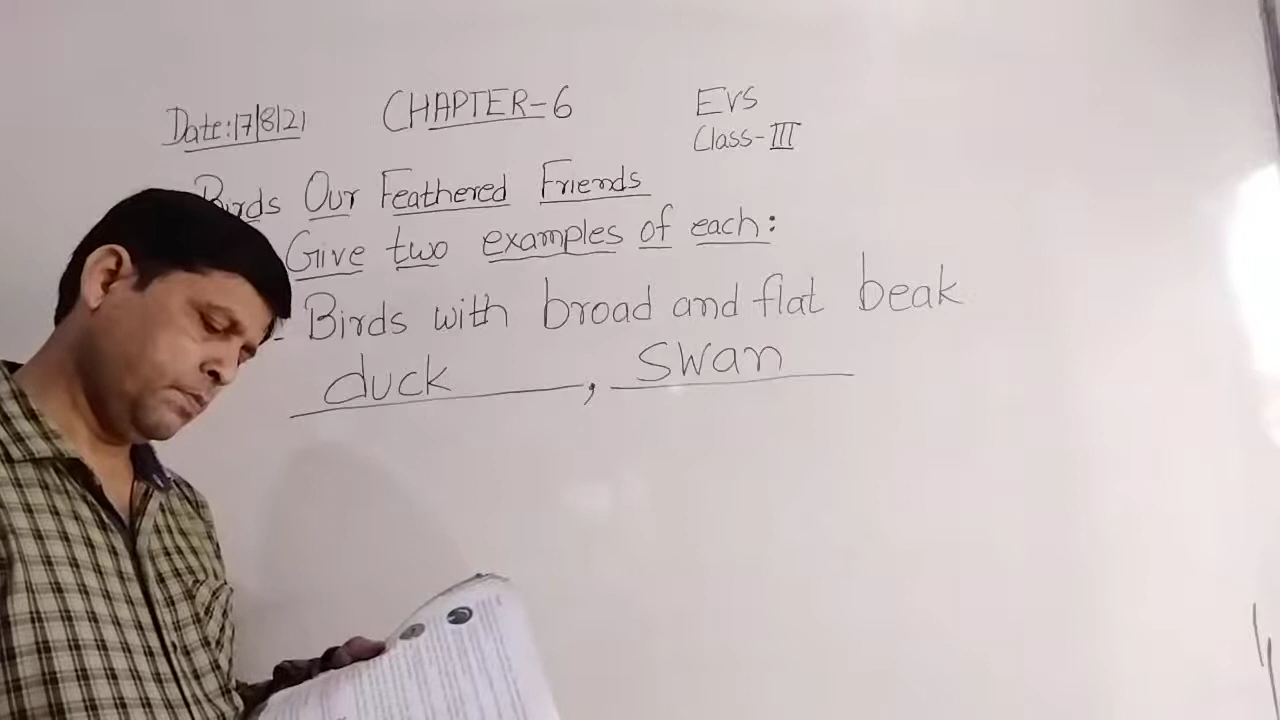 Date:17/8/21 CHAPTER-6 EVS
Class-III
Birds Our Feathered Friends
Give two examples of each:
- Birds with broad and flat beak
duck, swan